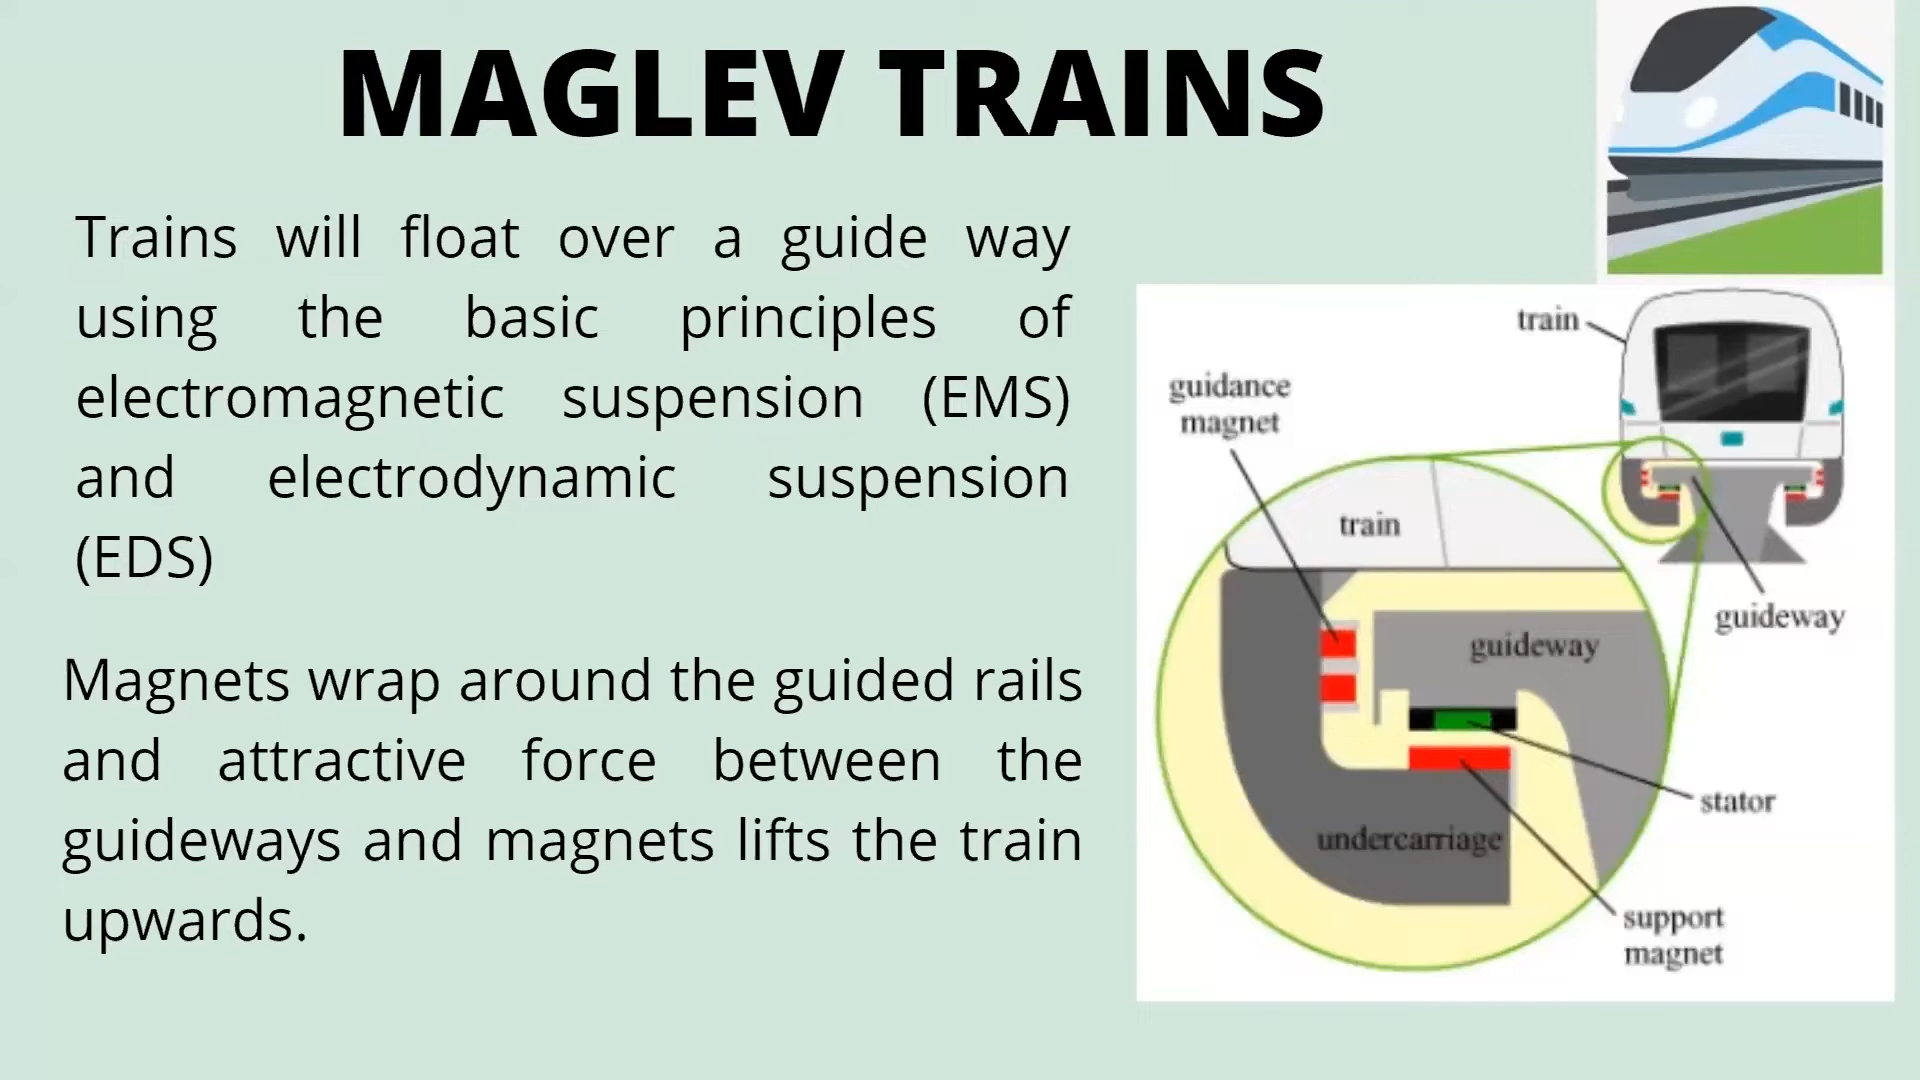 MAGLEV TRAINS
Trains will float over a guide way
using the basic principles of
electromagnetic suspension (EMS)
and electrodynamic suspension
(EDS)
Magnets wrap around the guided rails
and attractive force between the
guideways and magnets lifts the train
upwards.
train
guidance
magnet
train
guideway
guideway
stator
undercarriage
support
magnet